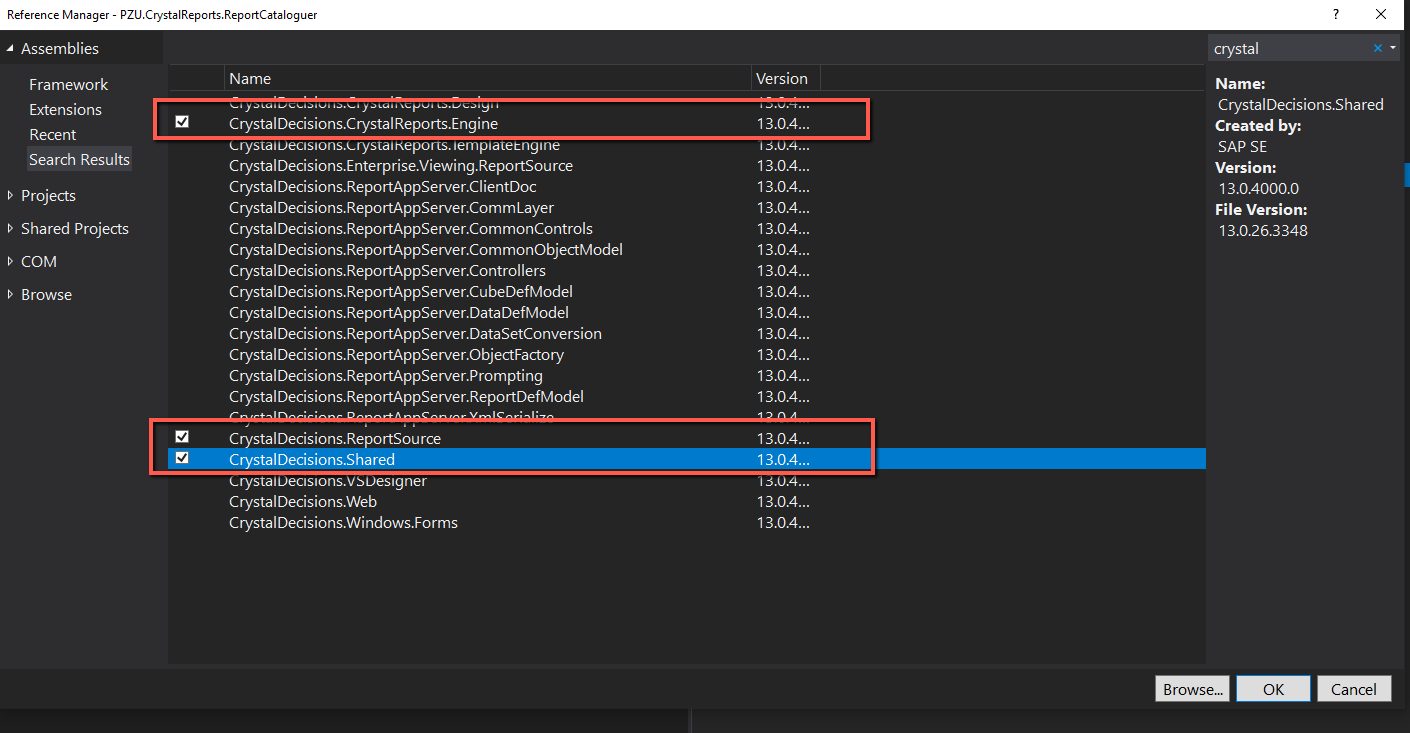 Reference Manager - PZU.CrystalReports.ReportCataloguer
?
Assemblies
Framework
Extensions
Recent
Search Results
Projects
Shared Projects
COM
Browse
Name Version
CrystalDecisions.CrystalReports.Design 13.0.4...
CrystalDecisions.CrystalReports.Engine 13.0.4...
CrystalDecisions.CrystalReports.TemplateEngine 13.0.4...
CrystalDecisions.Enterprise.Viewing.ReportSource 13.0.4...
CrystalDecisions.ReportAppServer.ClientDoc 13.0.4...
CrystalDecisions.ReportAppServer.CommLayer 13.0.4...
CrystalDecisions.ReportAppServer.CommonControls 13.0.4...
CrystalDecisions.ReportAppServer.CommonObjectModel 13.0.4...
CrystalDecisions.ReportAppServer.Controllers 13.0.4...
CrystalDecisions.ReportAppServer.CubeDefModel 13.0.4...
CrystalDecisions.ReportAppServer.DataDefModel 13.0.4...
CrystalDecisions.ReportAppServer.DataSetConversion 13.0.4...
CrystalDecisions.ReportAppServer.ObjectFactory 13.0.4...
CrystalDecisions.ReportAppServer.Prompting 13.0.4...
CrystalDecisions.ReportAppServer.ReportDefModel 13.0.4...
CrystalDecisions.ReportAppServer.XmlSerialize 13.0.4...
CrystalDecisions.ReportSource 13.0.4...
CrystalDecisions.Shared 13.0.4...
CrystalDecisions.VSDesigner 13.0.4...
CrystalDecisions.Web 13.0.4...
CrystalDecisions.Windows.Forms 13.0.4...
crystal
Name:
CrystalDecisions.Shared
Created by:
SAP SE
Version:
13.0.4000.0
File Version:
13.0.26.3348
Browse... OK Cancel